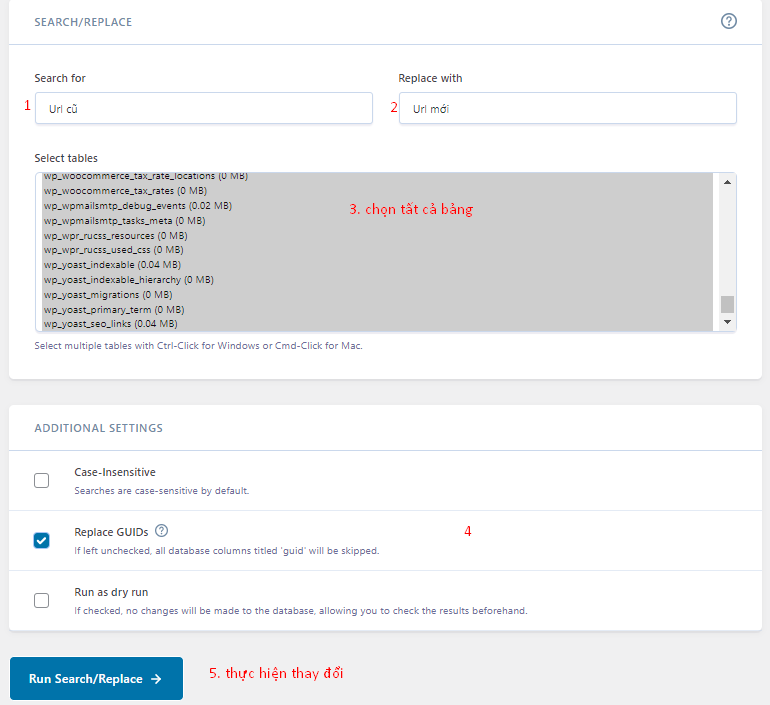 SEARCH/REPLACE
Search for
Replace with
1
Url cũ
2
Url mới
Select tables
wp_woocommerce_tax_rate_locations (0 MB)
wp_woocommerce_tax_rates (0 MB)
wp_wpmailsmtp_debug_events (0.02 MB)
3. chọn tất cả bảng
wp_wpmailsmtp_tasks_meta (0 MB)
wp_wpr_rucss_resources (0 MB)
wp_wpr_rucss_used_css (0 MB)
wp_yoast_indexable (0.04 MB)
wp_yoast_indexable_hierarchy (0 MB)
wp_yoast_migrations (0 MB)
wp_yoast_primary_term (0 MB)
wp_yoast_seo_links (0.04 MB)
Select multiple tables with Ctrl-Click for Windows or Cmd-Click for Mac.
ADDITIONAL SETTINGS
Case-Insensitive
Searches are case-sensitive by default.
Replace GUIDs
4
If left unchecked, all database columns titled 'guid' will be skipped.
Run as dry run
If checked, no changes will be made to the database, allowing you to check the results beforehand.
Run Search/Replace →
5. thực hiện thay đổi